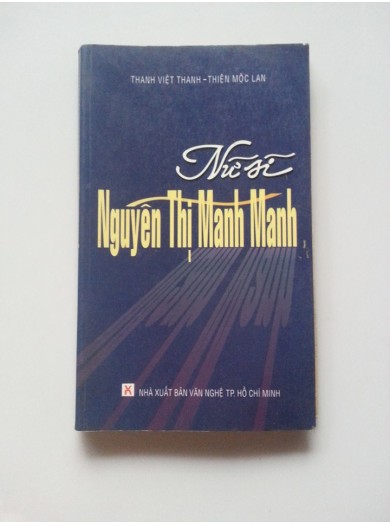 THANH VIỆT THANH - THIỆN MỘC LAN
Nữ sĩ
Nguyễn Thị Manh Manh
X NHÀ XUẤT BẢN VĂN NGHỆ TP. HỒ CHÍ MINH